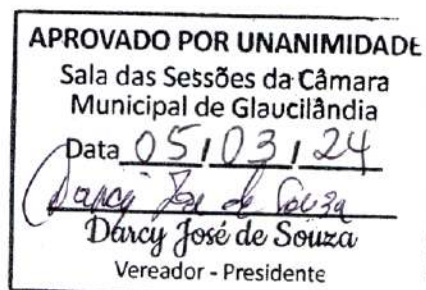 APROVADO POR UNANIMIDADE
Sala das Sessões da Câmara
Municipal de Glaucilândia
Data 05/03/24
Darcy José de Souza
Darcy José de Souza
Vereador - Presidente